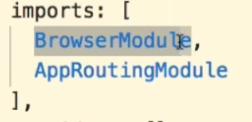 imports: [
BrowserModule,
AppRoutingModule
],